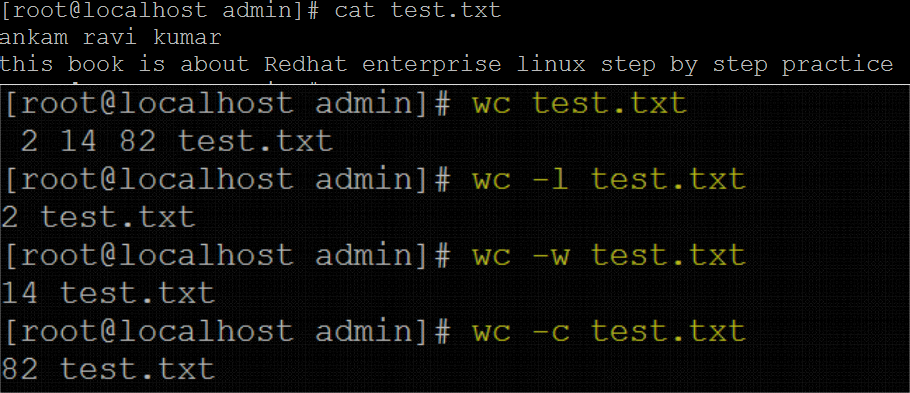 [root@localhost admin]# cat test.txt
ankam ravi kumar
this book is about Redhat enterprise linux step by step practice
[root@localhost admin]# wc test.txt
 2 14 82 test.txt
[root@localhost admin]# wc -l test.txt
2 test.txt
[root@localhost admin]# wc -w test.txt
14 test.txt
[root@localhost admin]# wc -c test.txt
82 test.txt